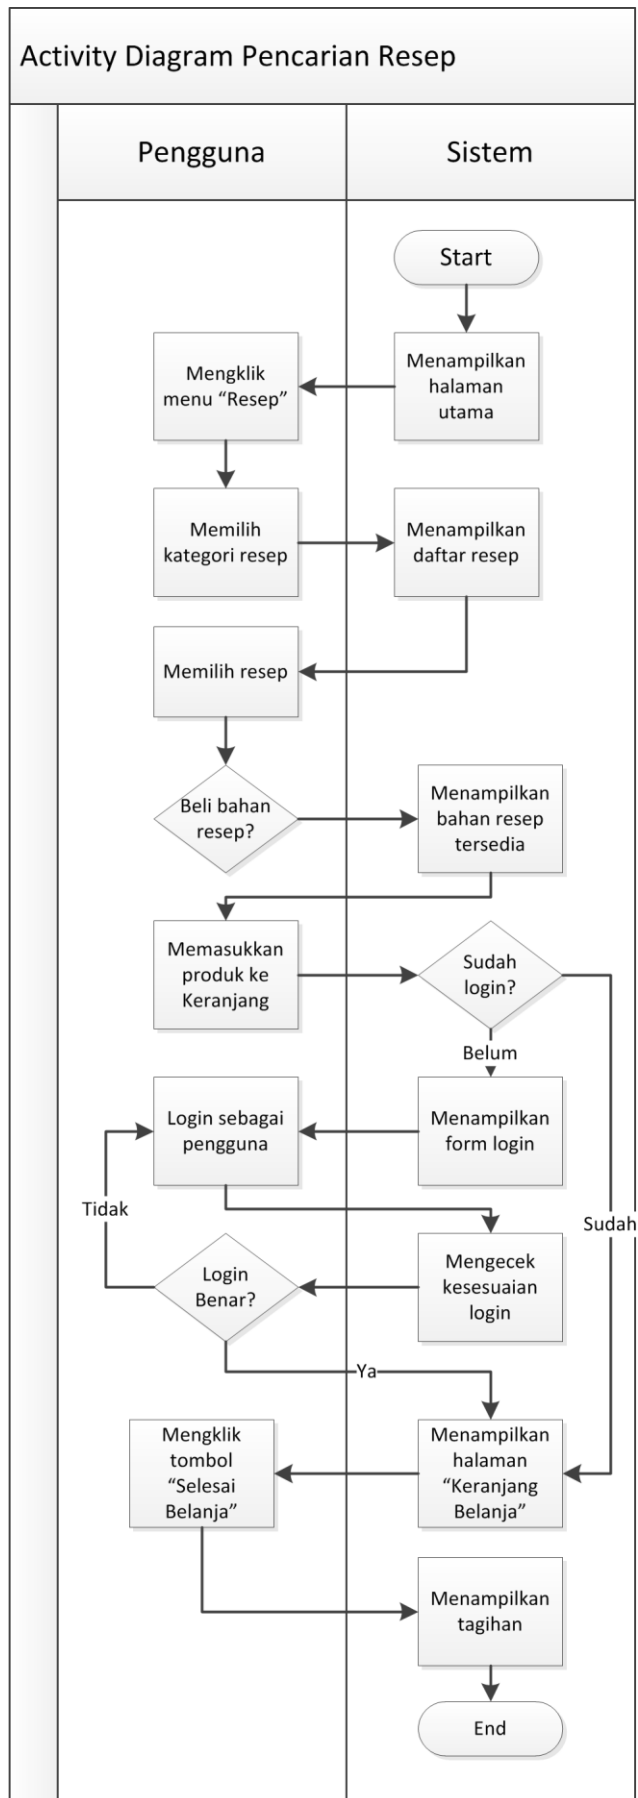 Activity Diagram Pencarian Resep
Pengguna
Sistem
Start
Menampilkan
halaman
utama
Mengklik
menu “Resep”
Memilih
kategori resep
Menampilkan
daftar resep
Memilih resep
Beli bahan
resep?
Menampilkan
bahan resep
tersedia
Memasukkan
produk ke
Keranjang
Sudah
login?
Belum
Menampilkan
form login
Login sebagai
pengguna
Tidak
Sudah
Mengecek
kesesuaian
login
Login
Benar?
Ya
Menampilkan
halaman
“Keranjang
Belanja”
Mengklik
tombol
“Selesai
Belanja”
Menampilkan
tagihan
End